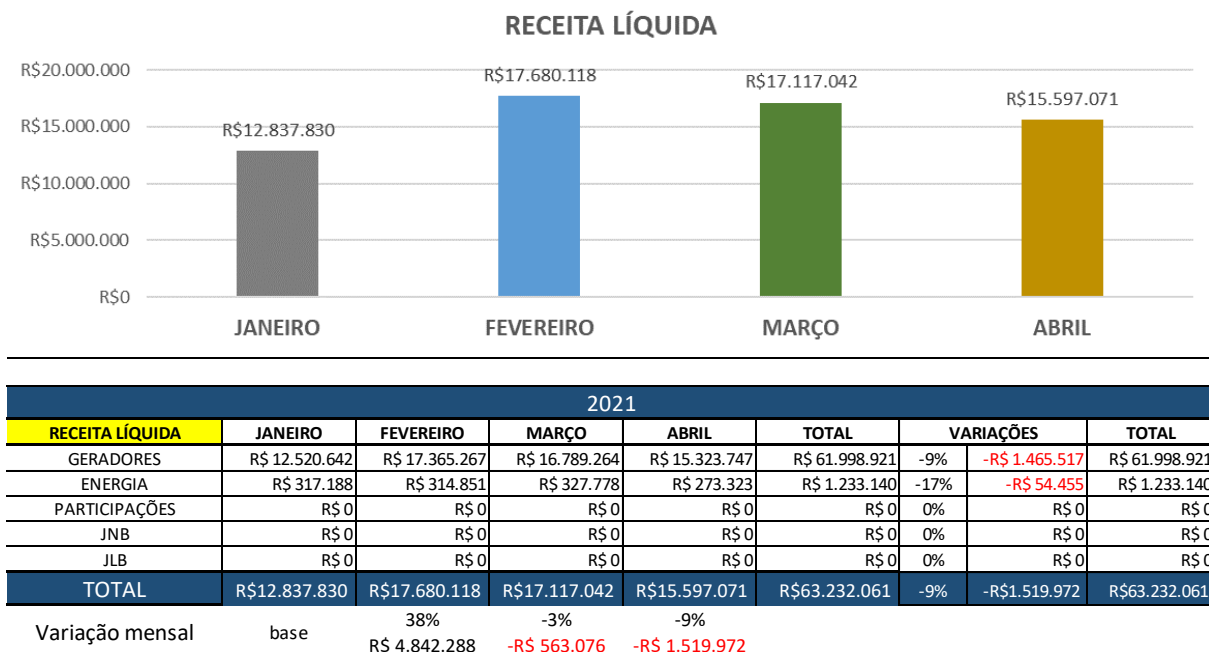 RECEITA LÍQUIDA
R$20.000.000
R$15.000.000
R$10.000.000
R$5.000.000
R$0
R$12.837.830
R$17.680.118
R$17.117.042
R$15.597.071
JANEIRO FEVEREIRO MARÇO ABRIL
2021
RECEITA LÍQUIDA JANEIRO FEVEREIRO MARÇO ABRIL TOTAL VARIAÇÕES TOTAL
GERADORES R$ 12.520.642 R$ 17.365.267 R$ 16.789.264 R$ 15.323.747 R$ 61.998.921 -9% -R$ 1.465.517 R$ 61.998.921
ENERGIA R$ 317.188 R$ 314.851 R$ 327.778 R$ 273.323 R$ 1.233.140 -17% -R$ 54.455 R$ 1.233.140
PARTICIPAÇÕES R$ 0 R$ 0 R$ 0 R$ 0 R$ 0 0% R$ 0 R$ 0
JNB R$ 0 R$ 0 R$ 0 R$ 0 R$ 0 0% R$ 0 R$ 0
JLB R$ 0 R$ 0 R$ 0 R$ 0 R$ 0 0% R$ 0 R$ 0
TOTAL R$12.837.830 R$17.680.118 R$17.117.042 R$15.597.071 R$63.232.061 -9% -R$1.519.972 R$63.232.061
Variação mensal base 38% -3% -9%
R$ 4.842.288 -R$ 563.076 -R$ 1.519.972